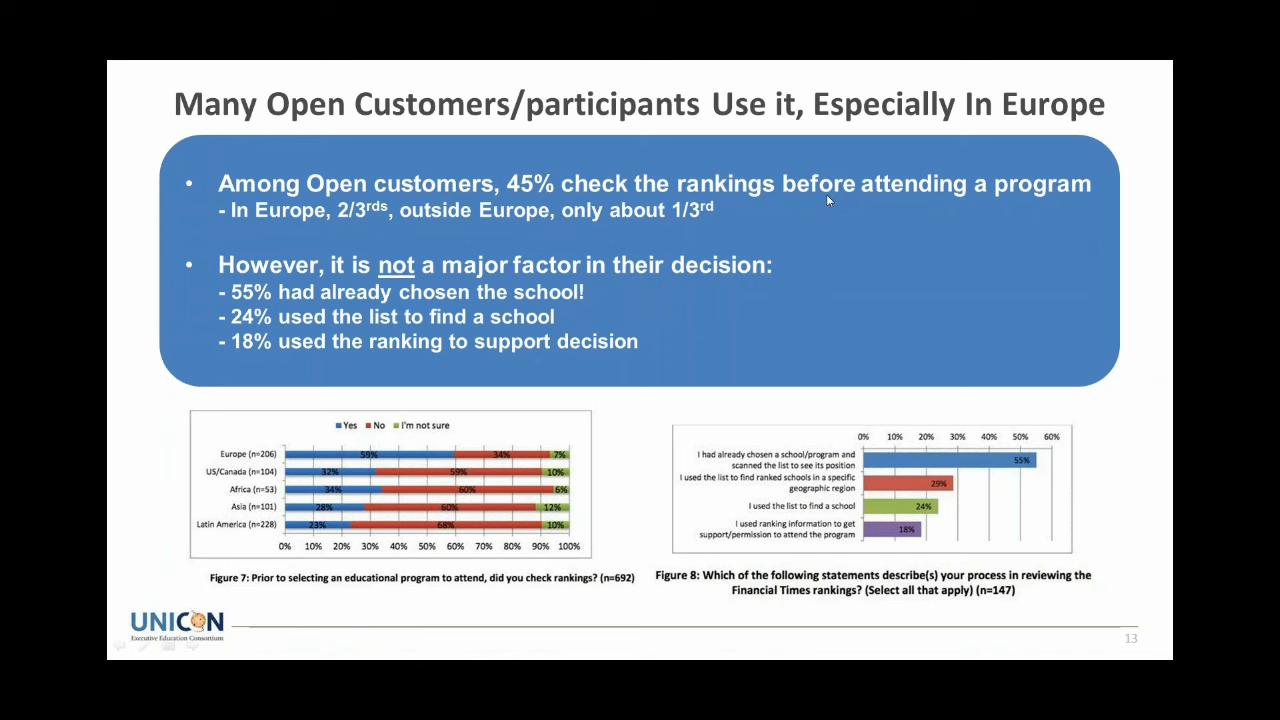 Many Open Customers/participants Use it, Especially In Europe
• Among Open customers, 45% check the rankings before attending a program
- In Europe, 2/3rds, outside Europe, only about 1/3rd
• However, it is not a major factor in their decision:
- 55% had already chosen the school!
- 24% used the list to find a school
- 18% used the ranking to support decision
Yes No I'm not sure
Europe (n=206) 59% 34% 7%
US/Canada (n=104) 32% 59% 10%
Africa (n=53) 34% 60% 6%
Asia (n=101) 28% 60% 12%
Latin America (n=228) 23% 68% 10%
0% 10% 20% 30% 40% 50% 60% 70% 80% 90% 100%
Figure 7: Prior to selecting an educational program to attend, did you check rankings? (n=692)
0% 10% 20% 30% 40% 50% 60%
I had already chosen a school/program and
scanned the list to see its position 55%
I used the list to find ranked schools in a specific
geographic region 29%
I used the list to find a school 24%
I used ranking information to get
support/permission to attend the program 18%
Figure 8: Which of the following statements describe(s) your process in reviewing the
Financial Times rankings? (Select all that apply) (n=147)
UNICON
Executive Education Consortium
13